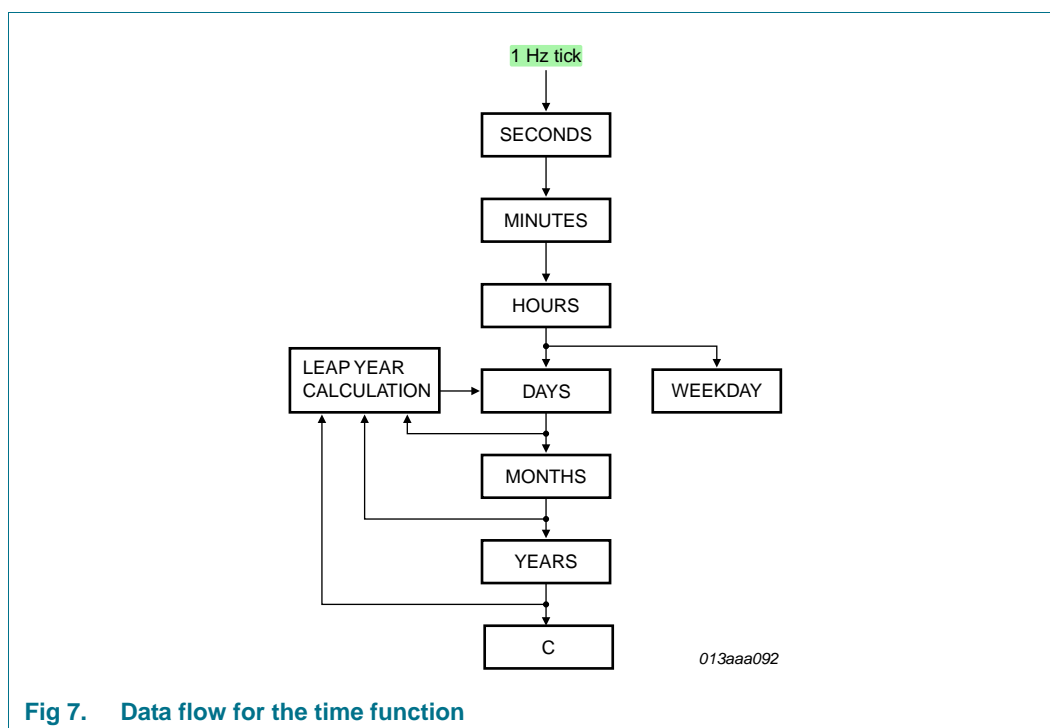 1 Hz tick
SECONDS
MINUTES
HOURS
LEAP YEAR
CALCULATION
DAYS
WEEKDAY
MONTHS
YEARS
C
013aaa092
Fig 7. Data flow for the time function